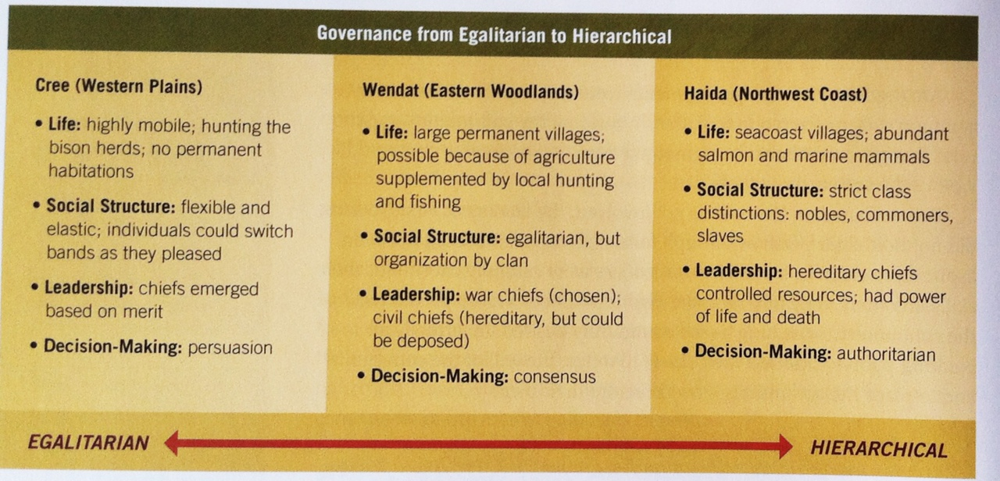 Governance from Egalitarian to Hierarchical
Cree (Western Plains)
• Life: highly mobile; hunting the
bison herds; no permanent
habitations
• Social Structure: flexible and
elastic; individuals could switch
bands as they pleased
• Leadership: chiefs emerged
based on merit
• Decision-Making: persuasion
Wendat (Eastern Woodlands)
• Life: large permanent villages;
possible because of agriculture
supplemented by local hunting
and fishing
• Social Structure: egalitarian, but
organization by clan
• Leadership: war chiefs (chosen);
civil chiefs (hereditary, but could
be deposed)
• Decision-Making: consensus
Haida (Northwest Coast)
• Life: seacoast villages; abundant
salmon and marine mammals
• Social Structure: strict class
distinctions: nobles, commoners,
slaves
• Leadership: hereditary chiefs
controlled resources; had power
of life and death
• Decision-Making: authoritarian
EGALITARIAN
HIERARCHICAL